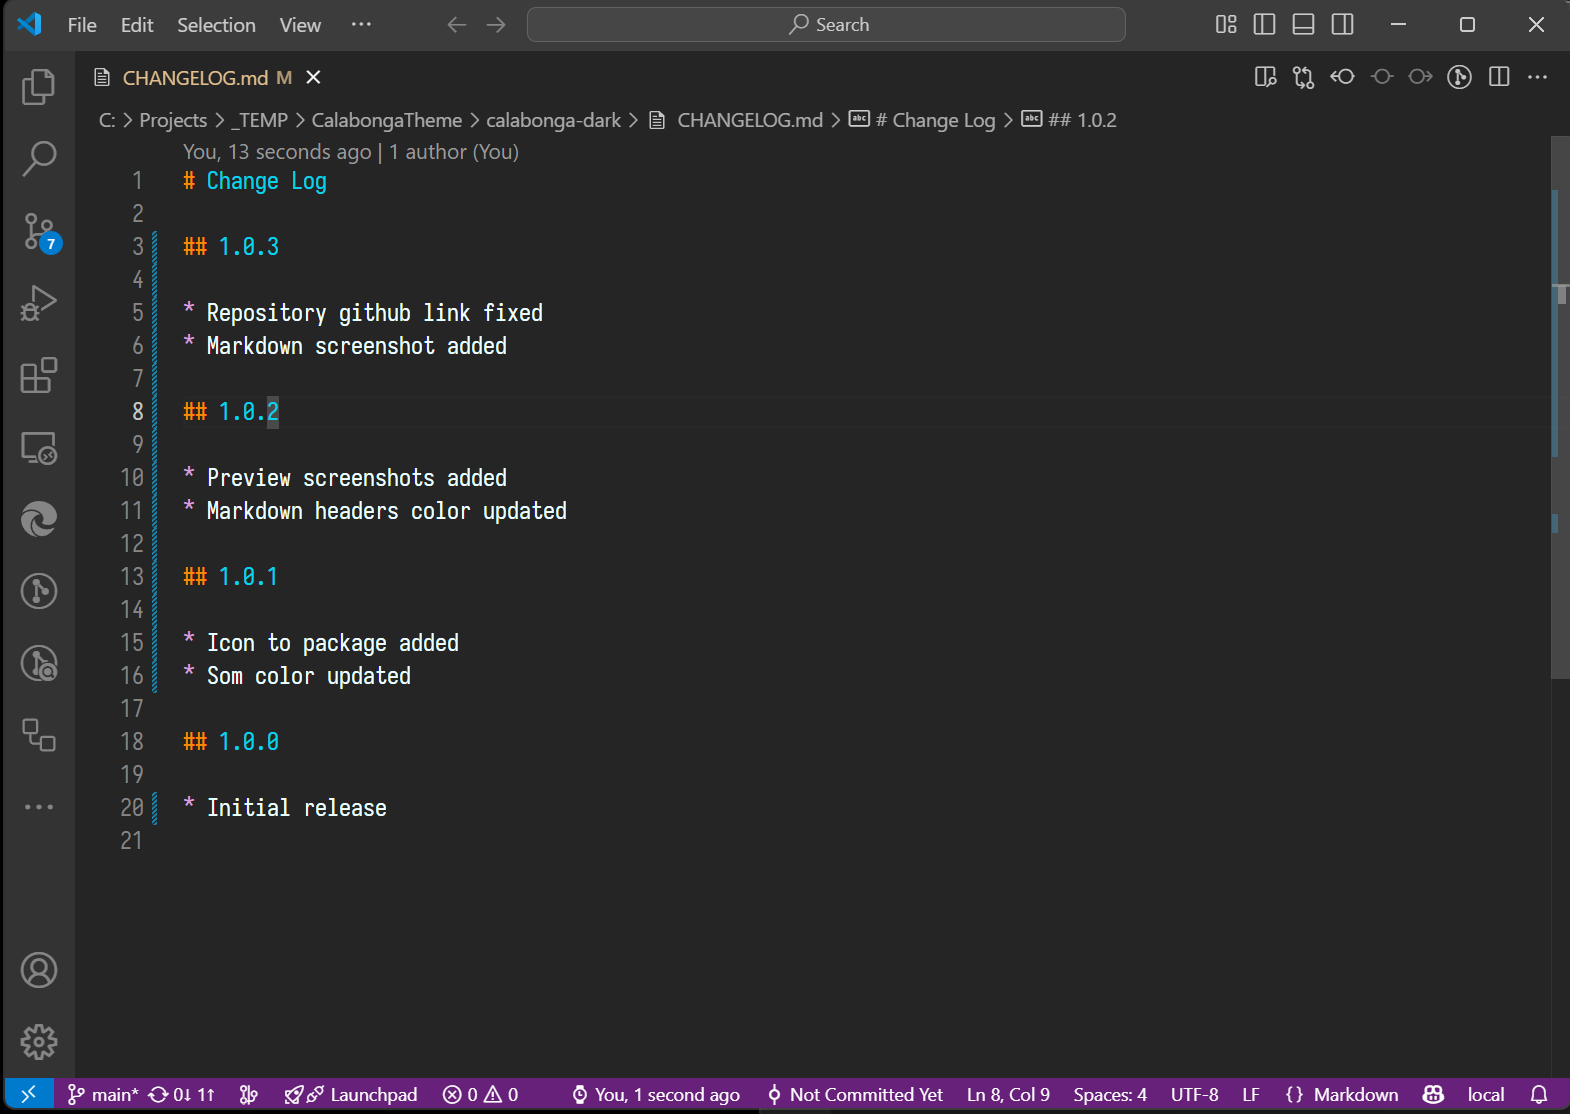 File Edit Selection View ··· Search
CHANGELOG.md M
C: > Projects > _TEMP > CalabongaTheme > calabonga-dark > CHANGELOG.md > # Change Log > ## 1.0.2
You, 13 seconds ago | 1 author (You)
1 # Change Log
2
3 ## 1.0.3
4
5 * Repository github link fixed
6 * Markdown screenshot added
7
8 ## 1.0.2
9
10 * Preview screenshots added
11 * Markdown headers color updated
12
13 ## 1.0.1
14
15 * Icon to package added
16 * Som color updated
17
18 ## 1.0.0
19
20 * Initial release
21
7
main* 0↓ 1↑ Launchpad 0 0 You, 1 second ago Not Committed Yet Ln 8, Col 9 Spaces: 4 UTF-8 LF {} Markdown local